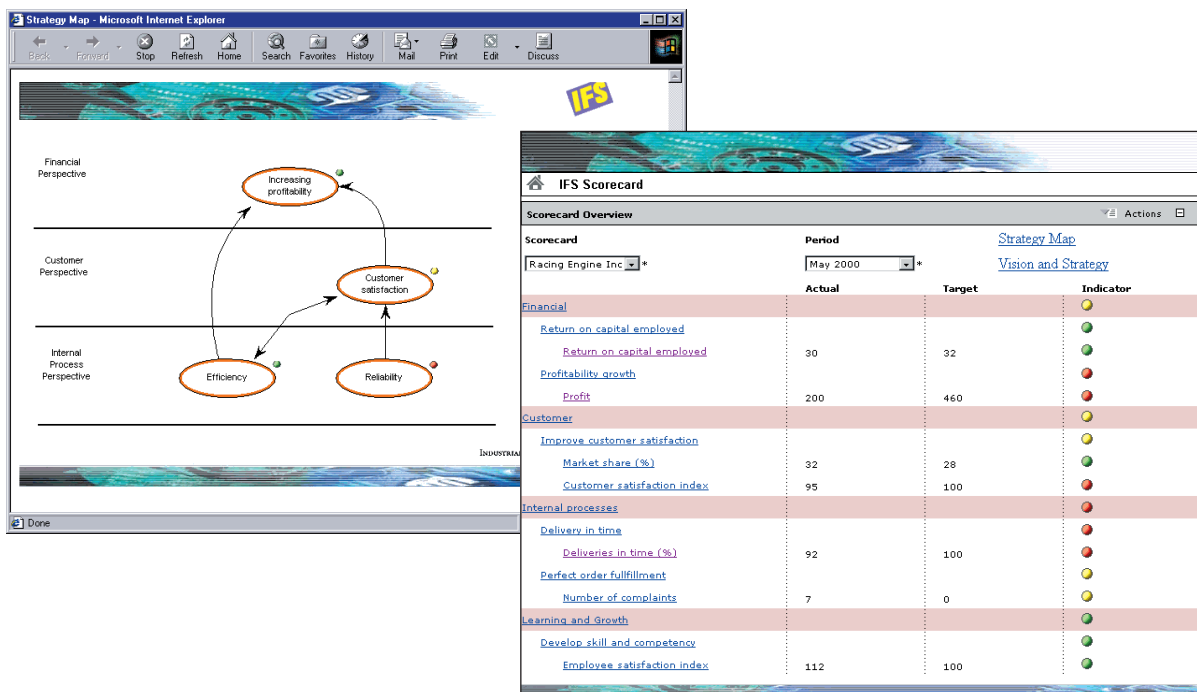 Strategy Map - Microsoft Internet Explorer
Back Forward Stop Refresh Home Search Favorites History Mail Print Edit Discuss
IFS
Financial
Perspective
Increasing
profitability
Customer
Perspective
Customer
satisfaction
Internal
Process
Perspective
Efficiency
Reliability
INDUSTRIA
Done
IFS Scorecard
Scorecard Overview Actions
Scorecard Period Strategy Map
Racing Engine Inc * May 2000 * Vision and Strategy
Actual Target Indicator
Financial
Return on capital employed
Return on capital employed 30 32
Profitability growth
Profit 200 460
Customer
Improve customer satisfaction
Market share (%) 32 28
Customer satisfaction index 95 100
Internal processes
Delivery in time
Deliveries in time (%) 92 100
Perfect order fullfillment
Number of complaints 7 0
Learning and Growth
Develop skill and competency
Employee satisfaction index 112 100